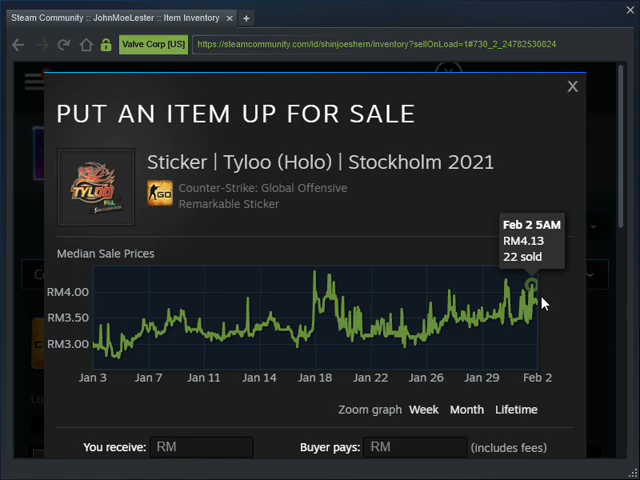 Steam Community :: JohnMoeLester :: Item Inventory
Valve Corp [US]
https://steamcommunity.com/id/shinjoeshern/inventory?sellOnLoad=1#730_2_24782530824
X
PUT AN ITEM UP FOR SALE
Sticker | Tyloo (Holo) | Stockholm 2021
TYLOO
GO
Counter-Strike: Global Offensive
Remarkable Sticker
Feb 2 5AM
RM4.13
22 sold
Median Sale Prices
RM4.00
RM3.50
RM3.00
Jan 3 Jan 7 Jan 11 Jan 14 Jan 18 Jan 22 Jan 26 Jan 29 Feb 2
Zoom graph Week Month Lifetime
You receive: RM Buyer pays: RM (includes fees)